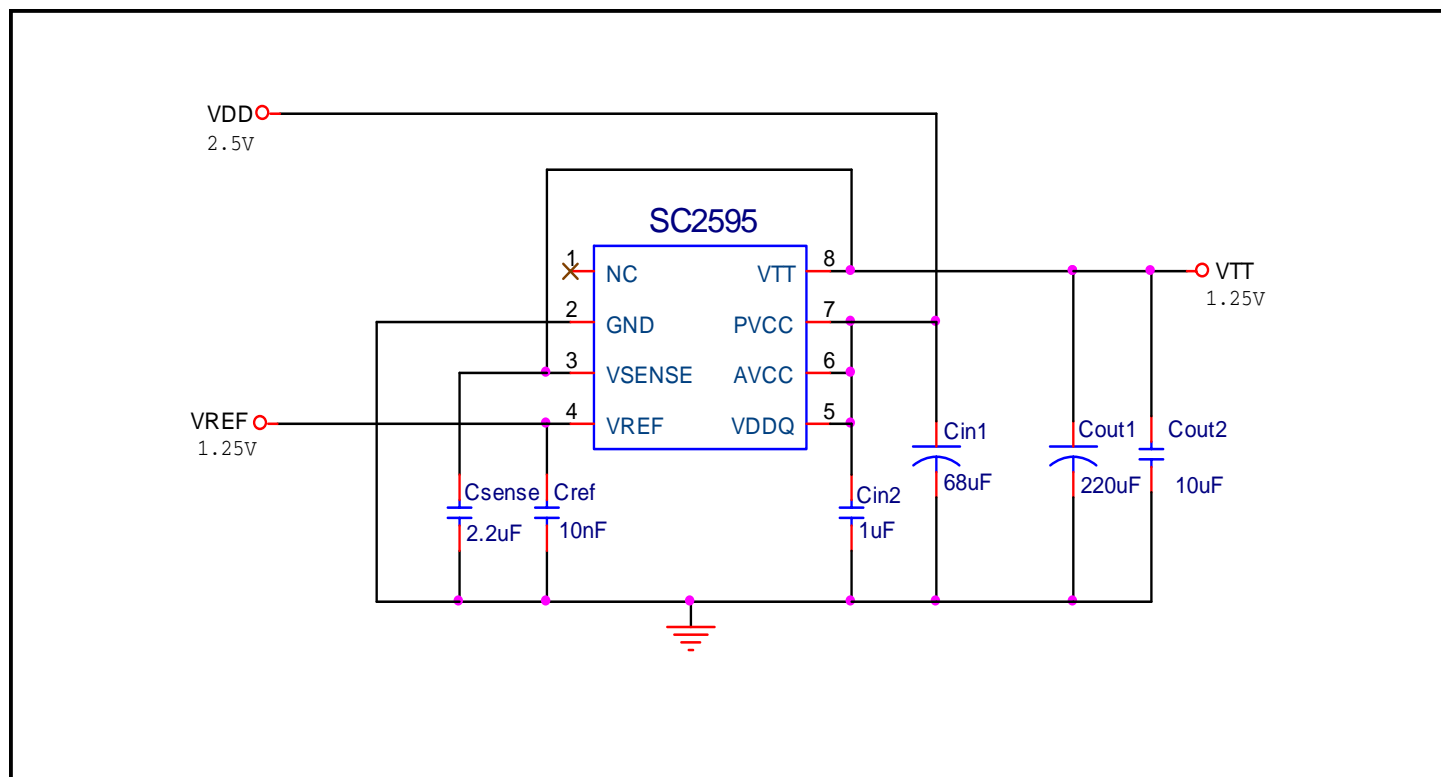 VDD
2.5V
SC2595
1
NC
VTT
8
VTT
1.25V
2
GND
PVCC
7
3
VSENSE
AVCC
6
VREF
1.25V
4
VREF
VDDQ
5
Cin1
68uF
Cout1
220uF
Cout2
10uF
Csense
2.2uF
Cref
10nF
Cin2
1uF